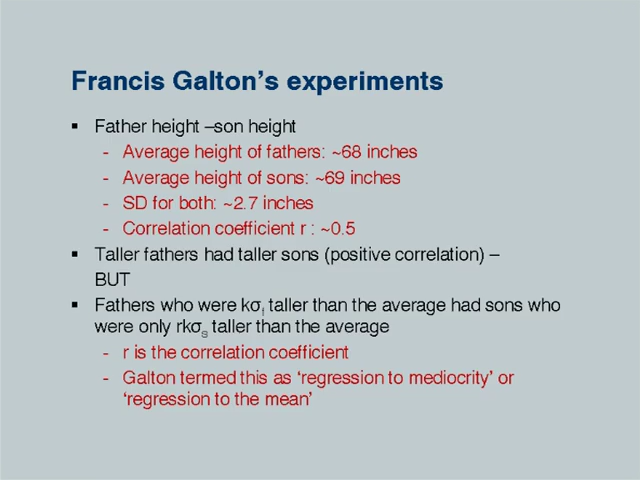 Francis Galton's experiments
▪ Father height –son height
- Average height of fathers: ~68 inches
- Average height of sons: ~69 inches
- SD for both: ~2.7 inches
- Correlation coefficient r : ~0.5
▪ Taller fathers had taller sons (positive correlation) –
BUT
▪ Fathers who were kσf taller than the average had sons who
were only rkσs taller than the average
- r is the correlation coefficient
- Galton termed this as ‘regression to mediocrity’ or
‘regression to the mean’